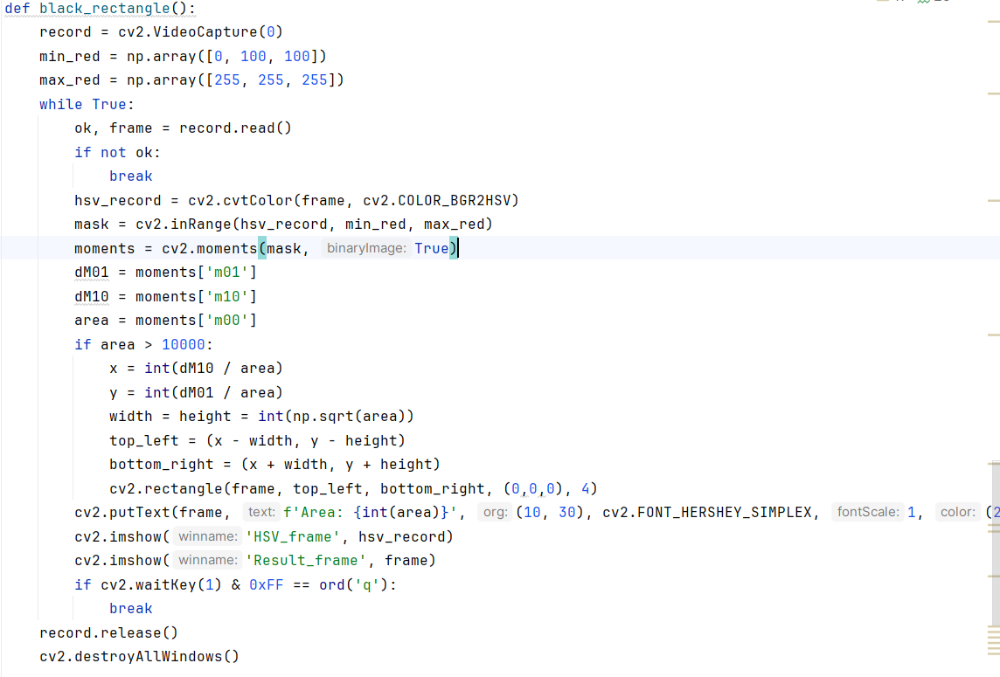 def black_rectangle():
    record = cv2.VideoCapture(0)
    min_red = np.array([0, 100, 100])
    max_red = np.array([255, 255, 255])
    while True:
        ok, frame = record.read()
        if not ok:
            break
        hsv_record = cv2.cvtColor(frame, cv2.COLOR_BGR2HSV)
        mask = cv2.inRange(hsv_record, min_red, max_red)
        moments = cv2.moments(mask, binaryImage: True)
        dM01 = moments['m01']
        dM10 = moments['m10']
        area = moments['m00']
        if area > 10000:
            x = int(dM10 / area)
            y = int(dM01 / area)
            width = height = int(np.sqrt(area))
            top_left = (x - width, y - height)
            bottom_right = (x + width, y + height)
            cv2.rectangle(frame, top_left, bottom_right, (0,0,0), 4)
        cv2.putText(frame, text: f'Area: {int(area)}', org: (10, 30), cv2.FONT_HERSHEY_SIMPLEX, fontScale: 1, color: (2
        cv2.imshow( winname: 'HSV_frame', hsv_record)
        cv2.imshow( winname: 'Result_frame', frame)
        if cv2.waitKey(1) & 0xFF == ord('q'):
            break
    record.release()
    cv2.destroyAllWindows()